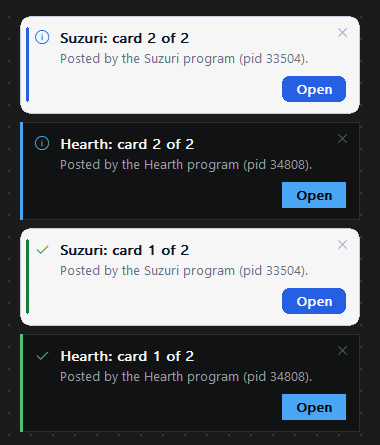 Suzuri: card 2 of 2
Posted by the Suzuri program (pid 33504).
Open
Hearth: card 2 of 2
Posted by the Hearth program (pid 34808).
Open
Suzuri: card 1 of 2
Posted by the Suzuri program (pid 33504).
Open
Hearth: card 1 of 2
Posted by the Hearth program (pid 34808).
Open